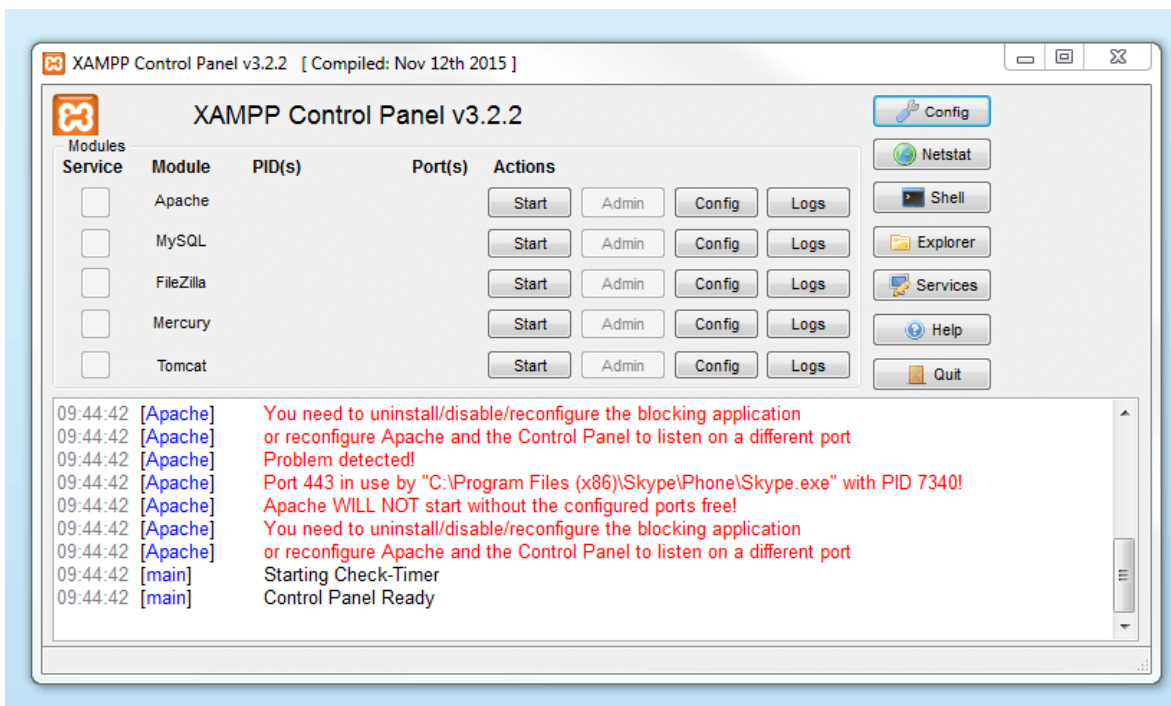 XAMPP Control Panel v3.2.2 [ Compiled: Nov 12th 2015 ]
XAMPP Control Panel v3.2.2
Config
Modules
Service Module PID(s) Port(s) Actions
Netstat
Apache Start Admin Config Logs
Shell
MySQL Start Admin Config Logs
Explorer
FileZilla Start Admin Config Logs
Services
Mercury Start Admin Config Logs
Help
Tomcat Start Admin Config Logs
Quit
09:44:42 [Apache] You need to uninstall/disable/reconfigure the blocking application
09:44:42 [Apache] or reconfigure Apache and the Control Panel to listen on a different port
09:44:42 [Apache] Problem detected!
09:44:42 [Apache] Port 443 in use by "C:\Program Files (x86)\Skype\Phone\Skype.exe" with PID 7340!
09:44:42 [Apache] Apache WILL NOT start without the configured ports free!
09:44:42 [Apache] You need to uninstall/disable/reconfigure the blocking application
09:44:42 [Apache] or reconfigure Apache and the Control Panel to listen on a different port
09:44:42 [main] Starting Check-Timer
09:44:42 [main] Control Panel Ready